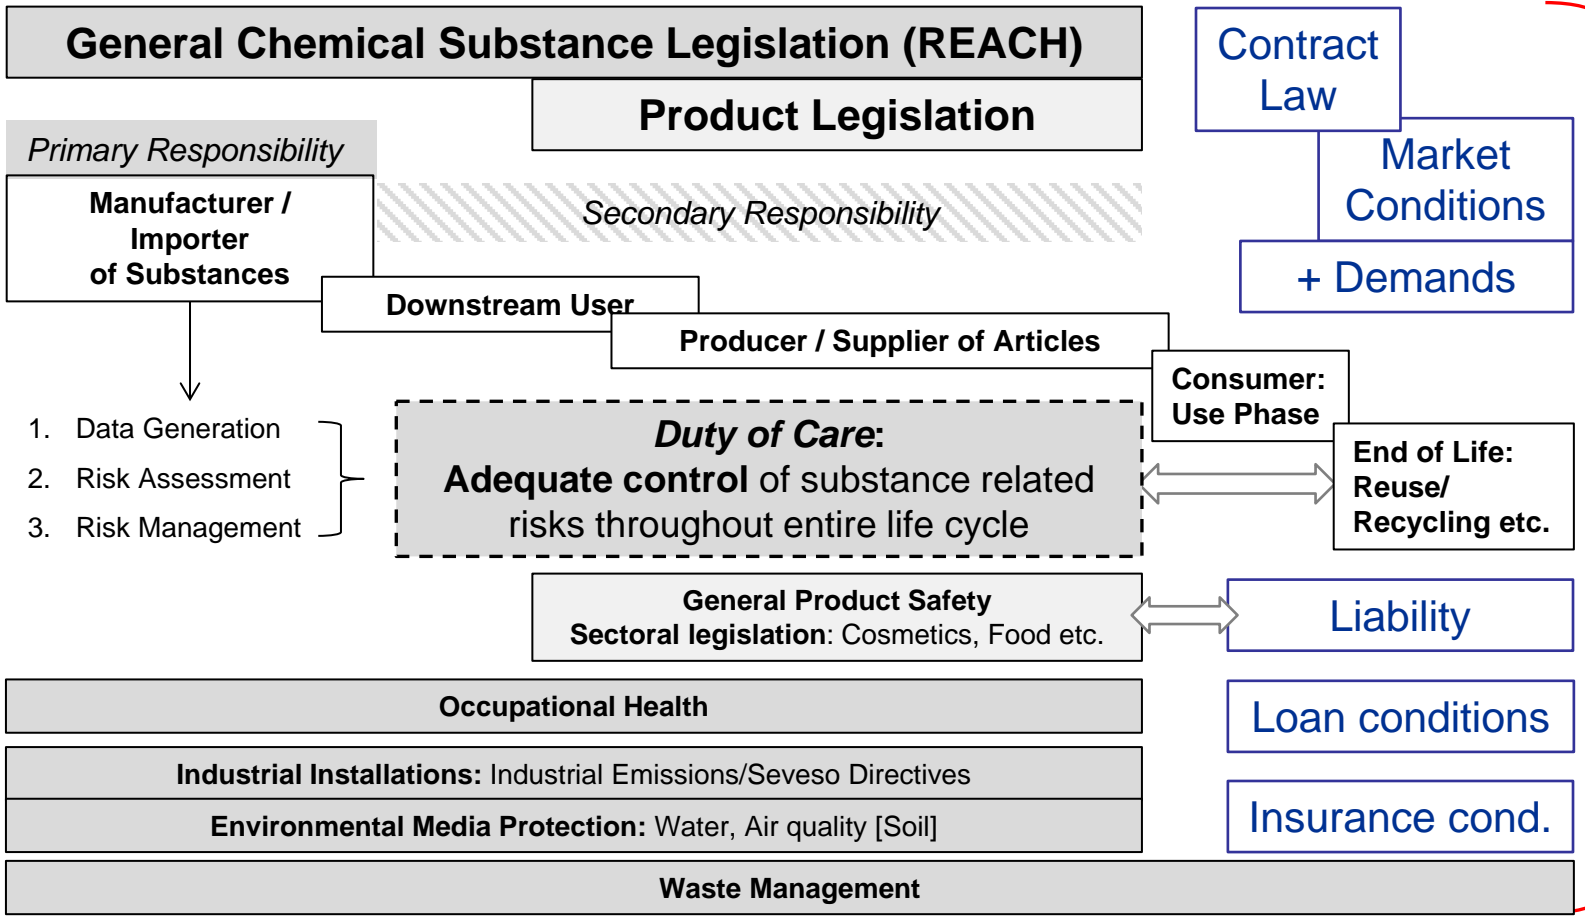 General Chemical Substance Legislation (REACH)
Product Legislation
Primary Responsibility
Manufacturer /
Importer
of Substances
Secondary Responsibility
Downstream User
Producer / Supplier of Articles
Consumer:
Use Phase
End of Life:
Reuse/
Recycling etc.
1. Data Generation
2. Risk Assessment
3. Risk Management
Duty of Care:
Adequate control of substance related
risks throughout entire life cycle
General Product Safety
Sectoral legislation: Cosmetics, Food etc.
Occupational Health
Industrial Installations: Industrial Emissions/Seveso Directives
Environmental Media Protection: Water, Air quality [Soil]
Waste Management
Contract
Law
Market
Conditions
+ Demands
Liability
Loan conditions
Insurance cond.